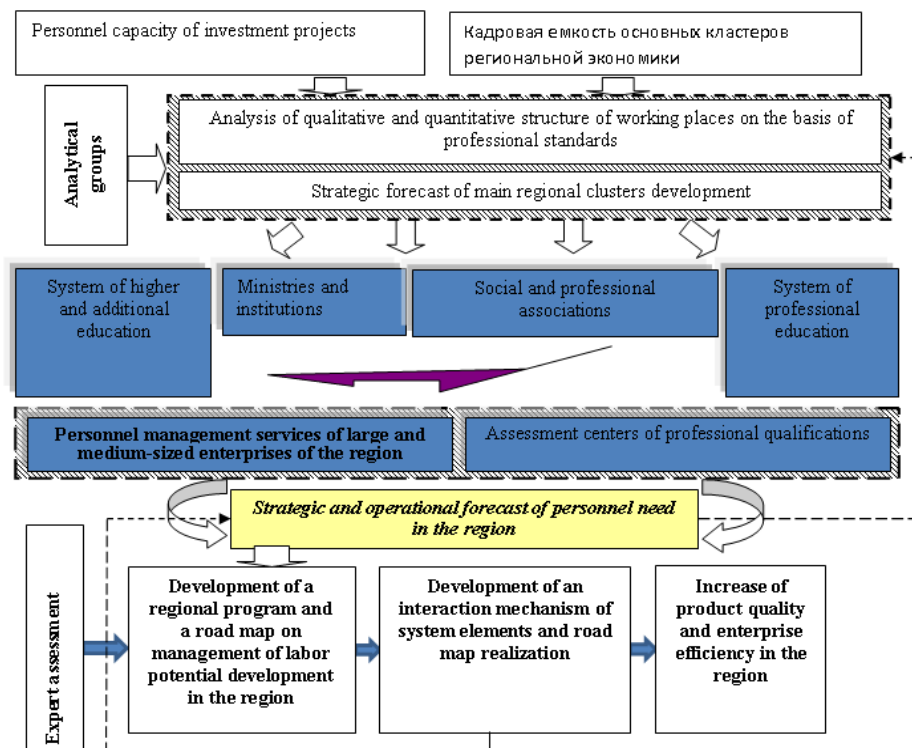 Personnel capacity of investment projects
Кадровая емкость основных кластеров
региональной экономики
Analytical
groups
Analysis of qualitative and quantitative structure of working places on the basis of
professional standards
Strategic forecast of main regional clusters development
System of higher
and additional
education
Ministries and
institutions
Social and professional
associations
System of
professional
education
Personnel management services of large and
medium-sized enterprises of the region
Assessment centers of professional qualifications
Strategic and operational forecast of personnel need
in the region
Expert assessment
Development of a
regional program and
a road map on
management of labor
potential development
in the region
Development of an
interaction mechanism of
system elements and road
map realization
Increase of
product quality
and enterprise
efficiency in the
region